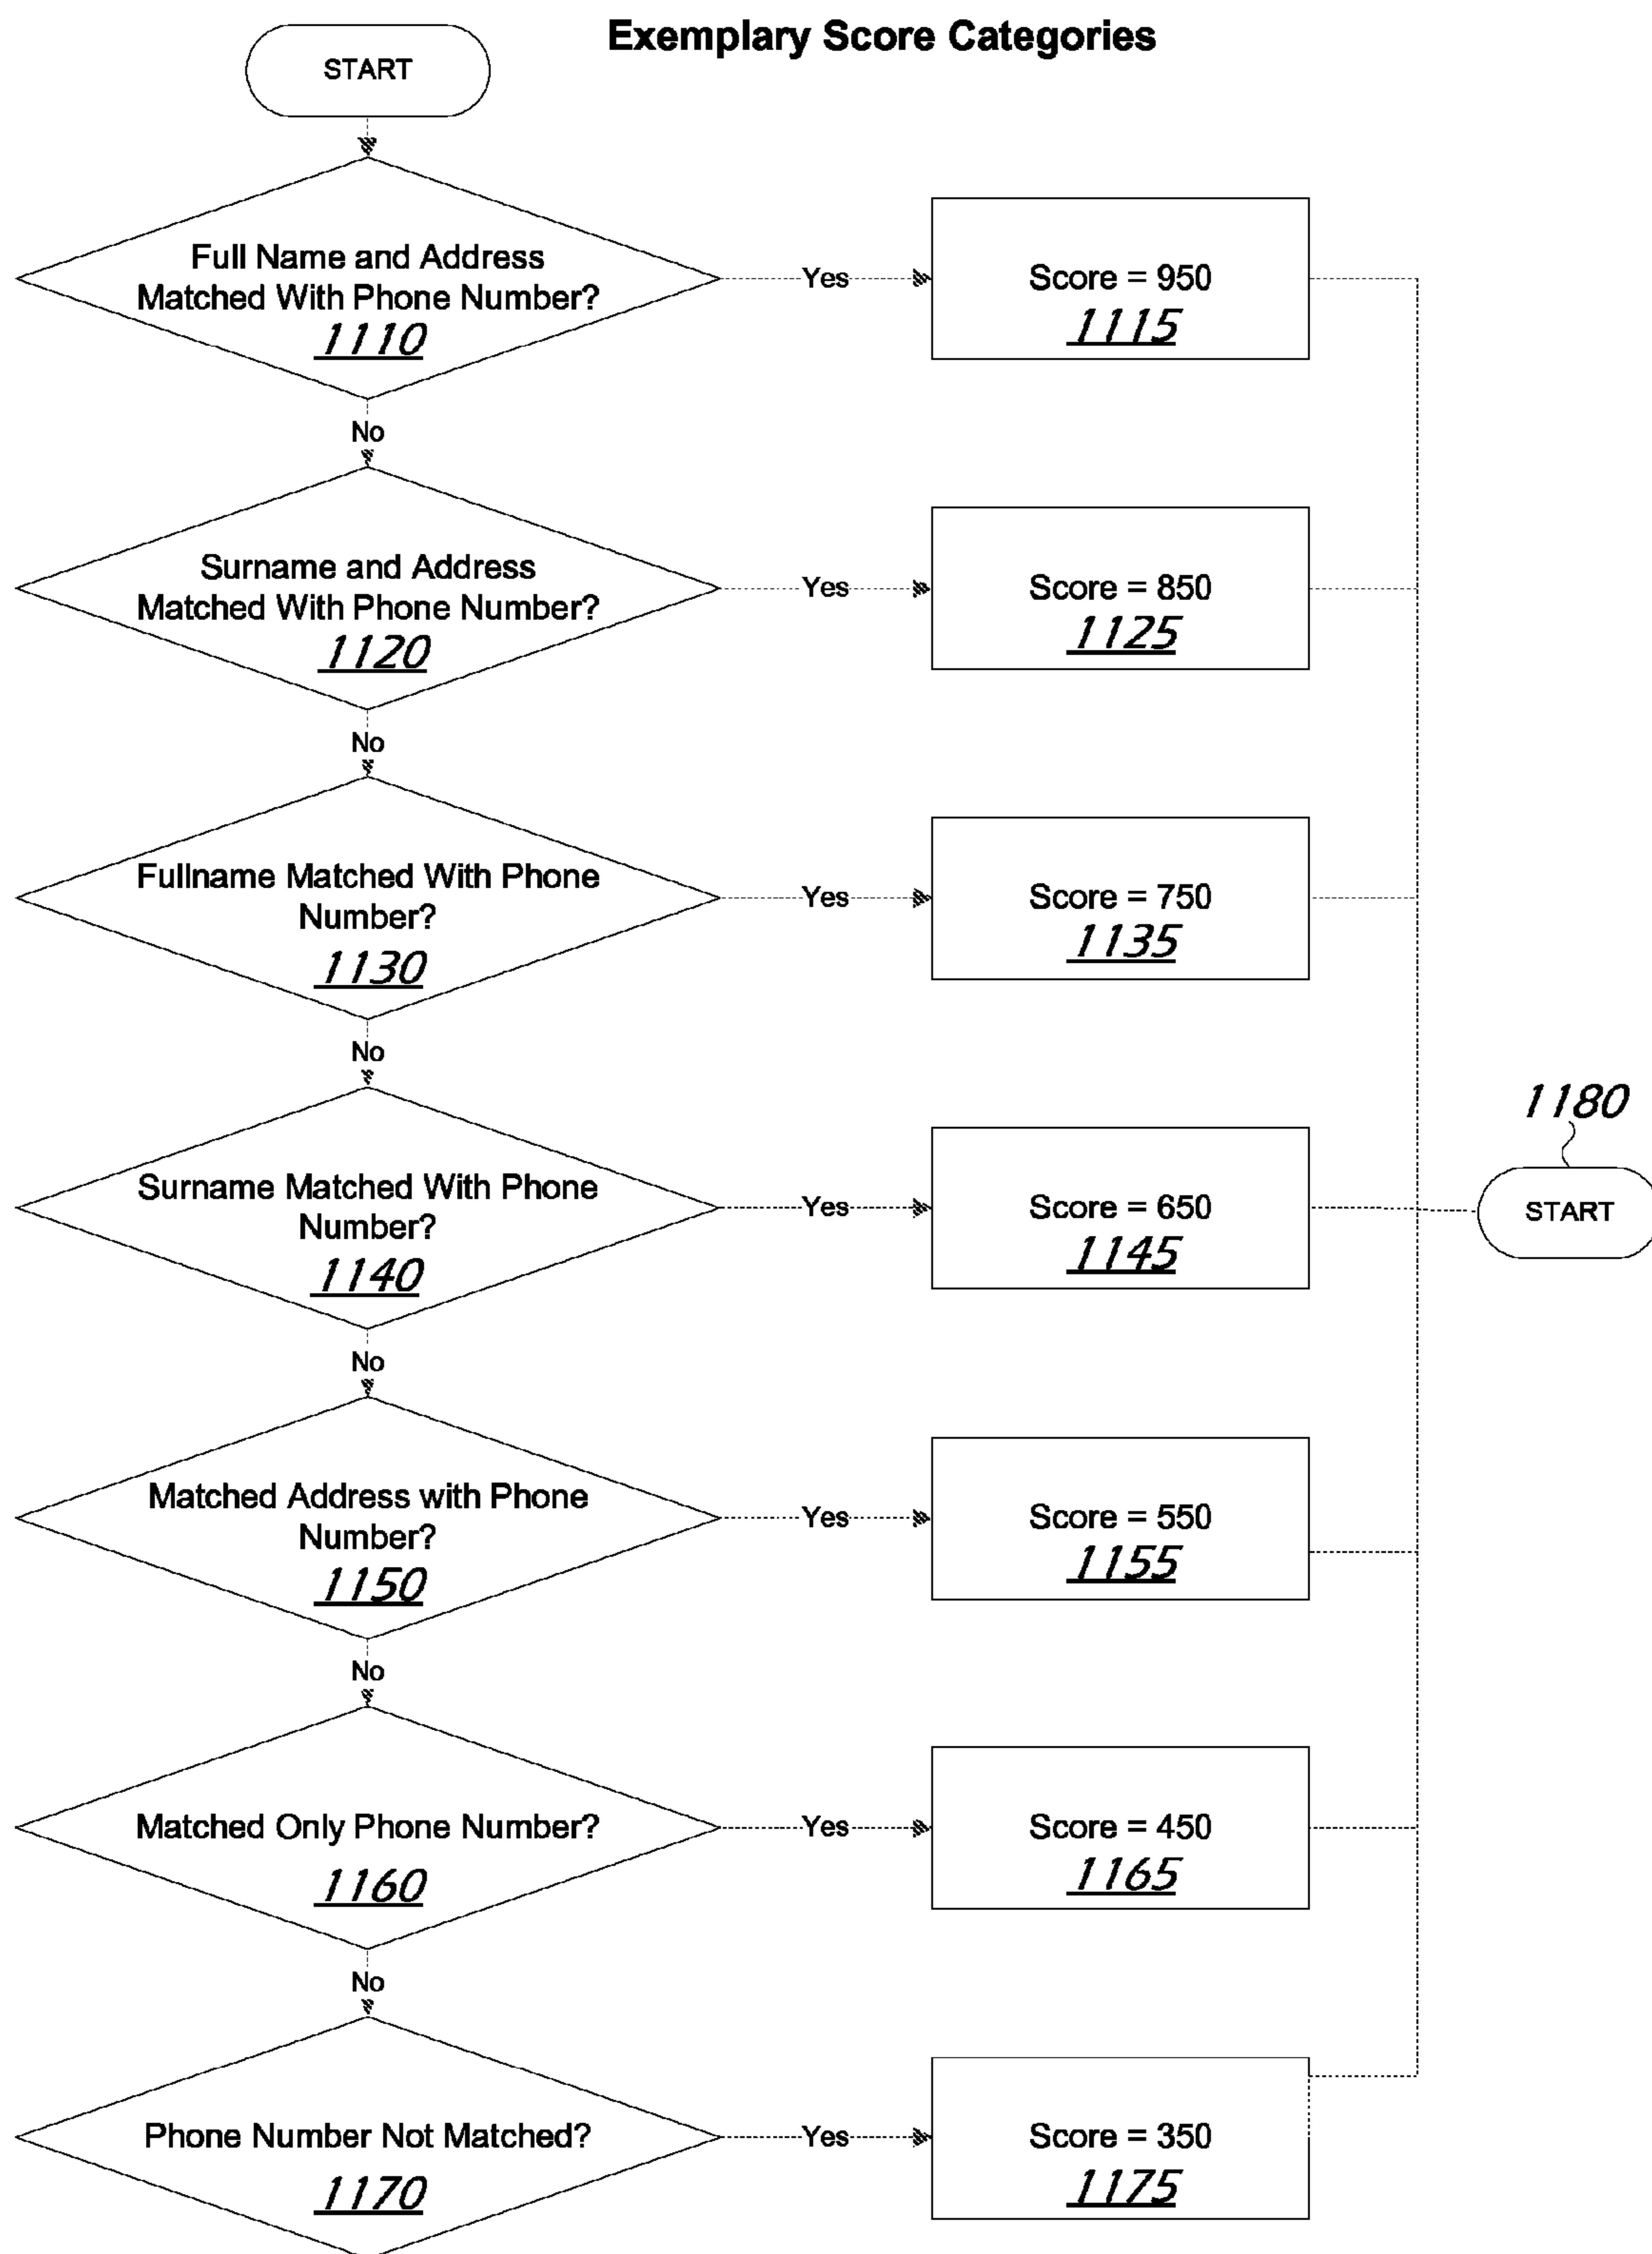 Exemplary Score Categories
START
Full Name and Address
Matched With Phone Number?
1110
Yes
Score = 950
1115
No
Surname and Address
Matched With Phone Number?
1120
Yes
Score = 850
1125
No
Fullname Matched With Phone
Number?
1130
Yes
Score = 750
1135
No
Surname Matched With Phone
Number?
1140
Yes
Score = 650
1145
1180
START
No
Matched Address with Phone
Number?
1150
Yes
Score = 550
1155
No
Matched Only Phone Number?
1160
Yes
Score = 450
1165
No
Phone Number Not Matched?
1170
Yes
Score = 350
1175